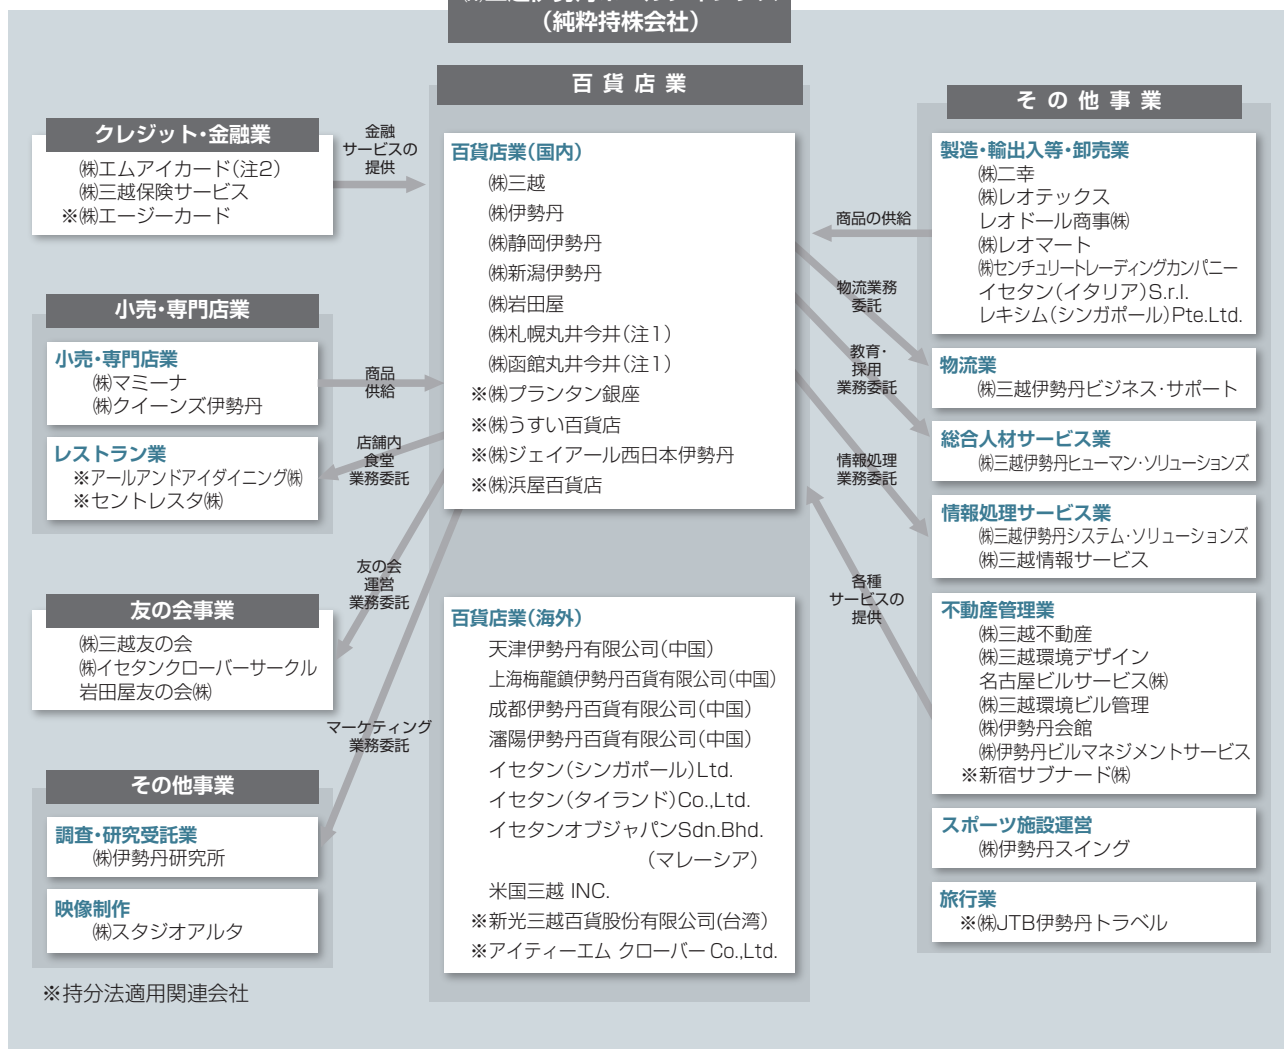 (純粋持株会社)
クレジット・金融業
㈱エムアイカード(注2)
㈱三越保険サービス
※㈱エージーカード
金融
サービスの
提供
小売・専門店業
小売・専門店業
㈱マミーナ
㈱クイーンズ伊勢丹
商品
供給
レストラン業
※アールアンドアイダイニング㈱
※セントレスタ㈱
店舗内
食堂
業務委託
友の会事業
㈱三越友の会
㈱イセタンクローバーサークル
岩田屋友の会㈱
友の会
運営
業務委託
マーケティング
業務委託
その他事業
調査・研究受託業
㈱伊勢丹研究所
映像制作
㈱スタジオアルタ
※持分法適用関連会社
百貨店業
百貨店業(国内)
㈱三越
㈱伊勢丹
㈱静岡伊勢丹
㈱新潟伊勢丹
㈱岩田屋
㈱札幌丸井今井(注1)
㈱函館丸井今井(注1)
※㈱プランタン銀座
※㈱うすい百貨店
※㈱ジェイアール西日本伊勢丹
※㈱浜屋百貨店
百貨店業(海外)
天津伊勢丹有限公司(中国)
上海梅龍鎮伊勢丹百貨有限公司(中国)
成都伊勢丹百貨有限公司(中国)
瀋陽伊勢丹百貨有限公司(中国)
イセタン(シンガポール)Ltd.
イセタン(タイランド)Co.,Ltd.
イセタンオブジャパンSdn.Bhd.
(マレーシア)
米国三越 INC.
※新光三越百貨股份有限公司(台湾)
※アイティーエム クローバー Co.,Ltd.
商品の供給
物流業務
委託
教育・
採用
業務委託
情報処理
業務委託
各種
サービスの
提供
その他事業
製造・輸出入等・卸売業
㈱二幸
㈱レオテックス
レオドール商事㈱
㈱レオマート
㈱センチュリートレーディングカンパニー
イセタン(イタリア)S.r.l.
レキシム(シンガポール)Pte.Ltd.
物流業
㈱三越伊勢丹ビジネス・サポート
総合人材サービス業
㈱三越伊勢丹ヒューマン・ソリューションズ
情報処理サービス業
㈱三越伊勢丹システム・ソリューションズ
㈱三越情報サービス
不動産管理業
㈱三越不動産
㈱三越環境デザイン
名古屋ビルサービス㈱
㈱三越環境ビル管理
㈱伊勢丹会館
㈱伊勢丹ビルマネジメントサービス
※新宿サブナード㈱
スポーツ施設運営
㈱伊勢丹スイング
旅行業
※㈱JTB伊勢丹トラベル